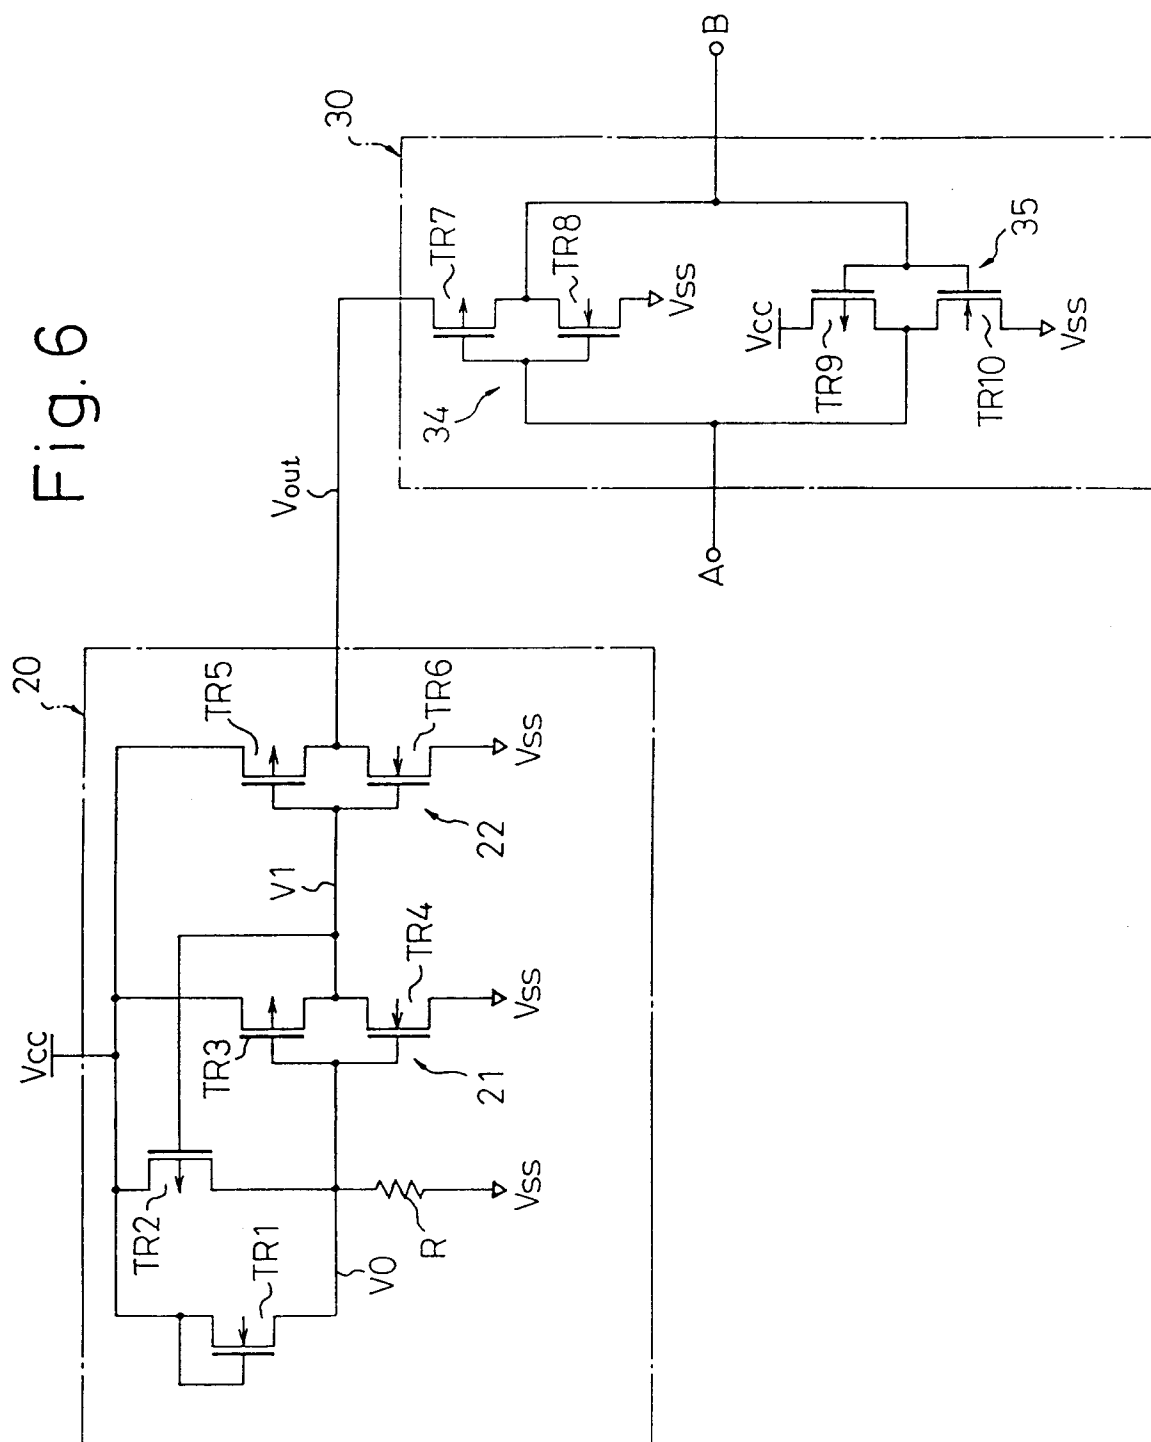 Fig. 6
20
Vcc
TR1
TR2
V0
R
Vss
TR3
TR4
21
Vss
V1
TR5
TR6
22
Vss
Vout
30
A
B
34
TR7
TR8
Vss
Vcc
TR9
TR10
35
Vss